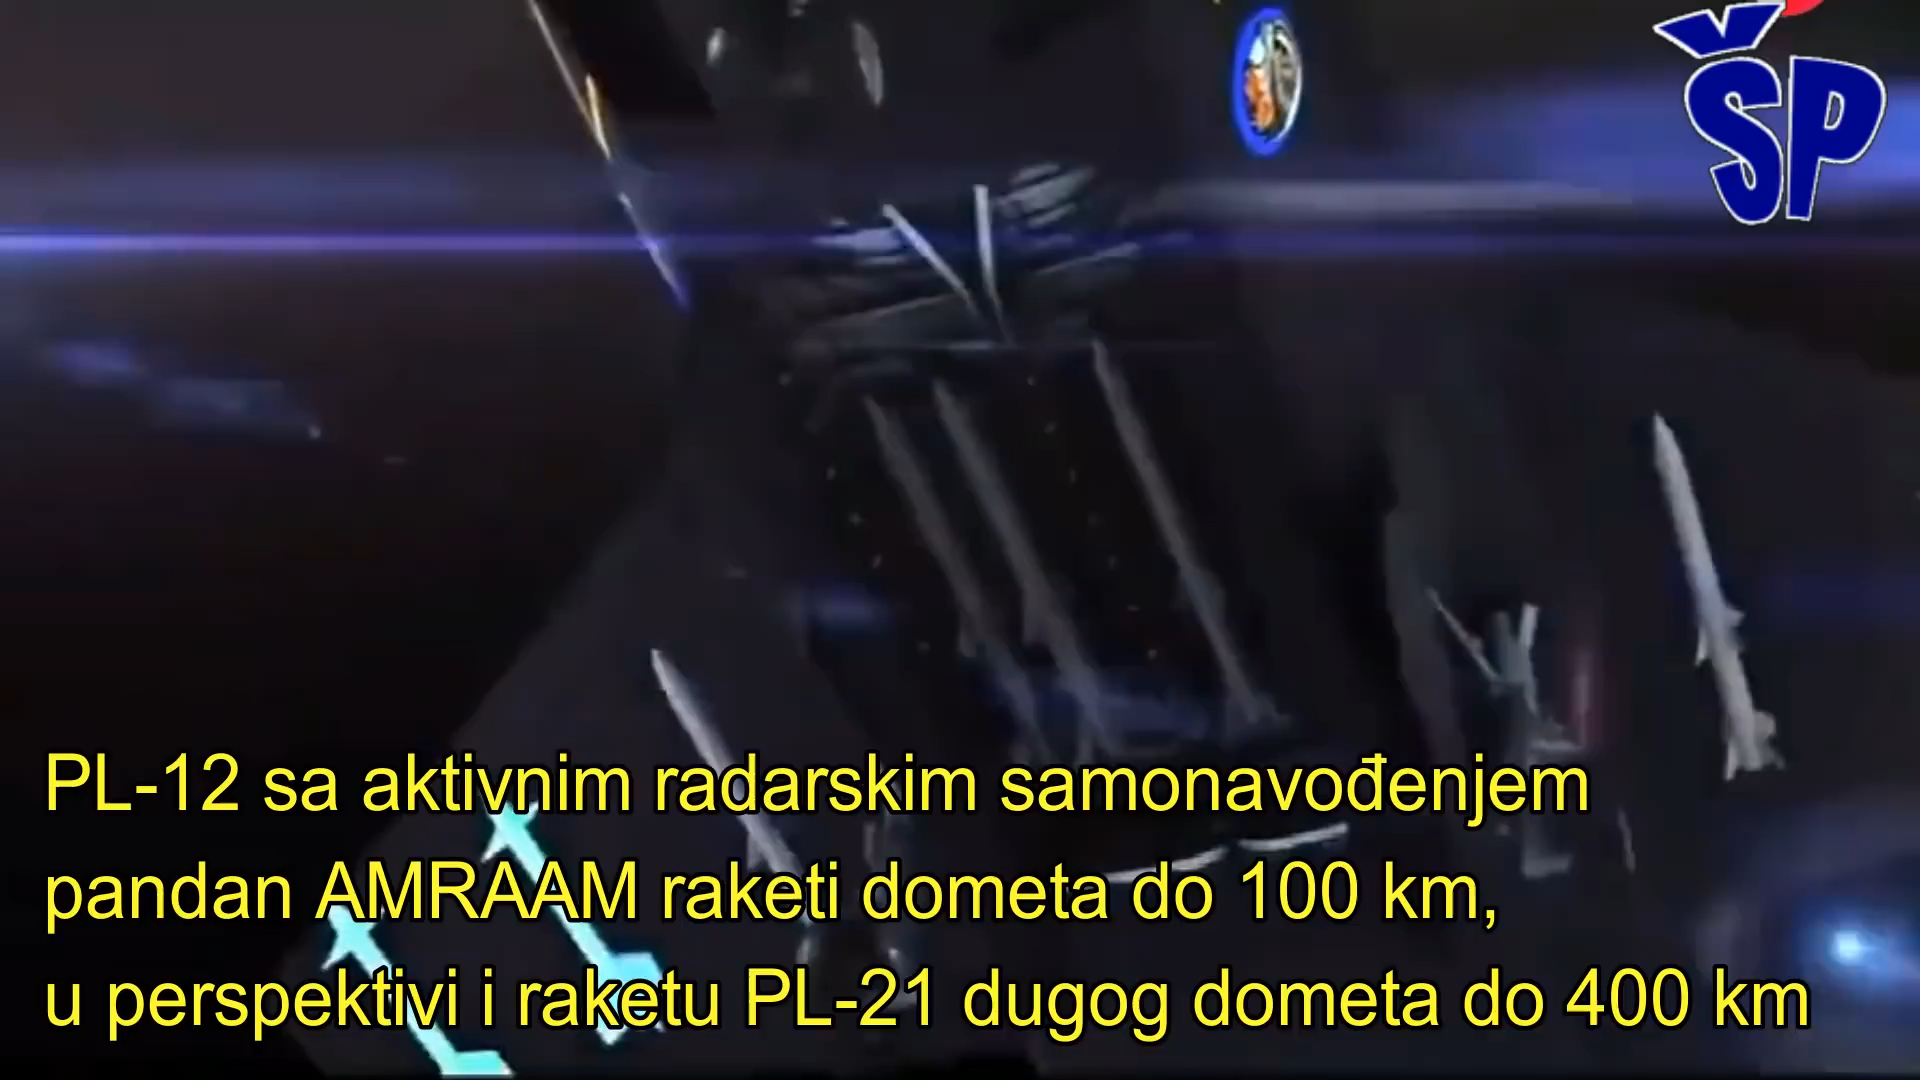 ŠP
PL-12 sa aktivnim radarskim samonavođenjem
pandan AMRAAM raketi dometa do 100 km,
u perspektivi i raketu PL-21 dugog dometa do 400 km